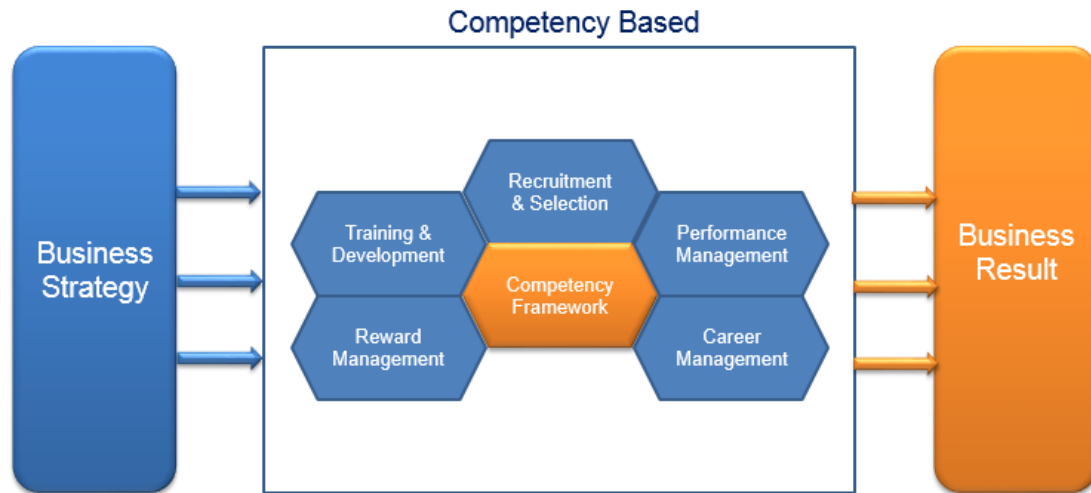 Competency Based
Business
Strategy
Recruitment
& Selection
Training &
Development
Performance
Management
Competency
Framework
Reward
Management
Career
Management
Business
Result